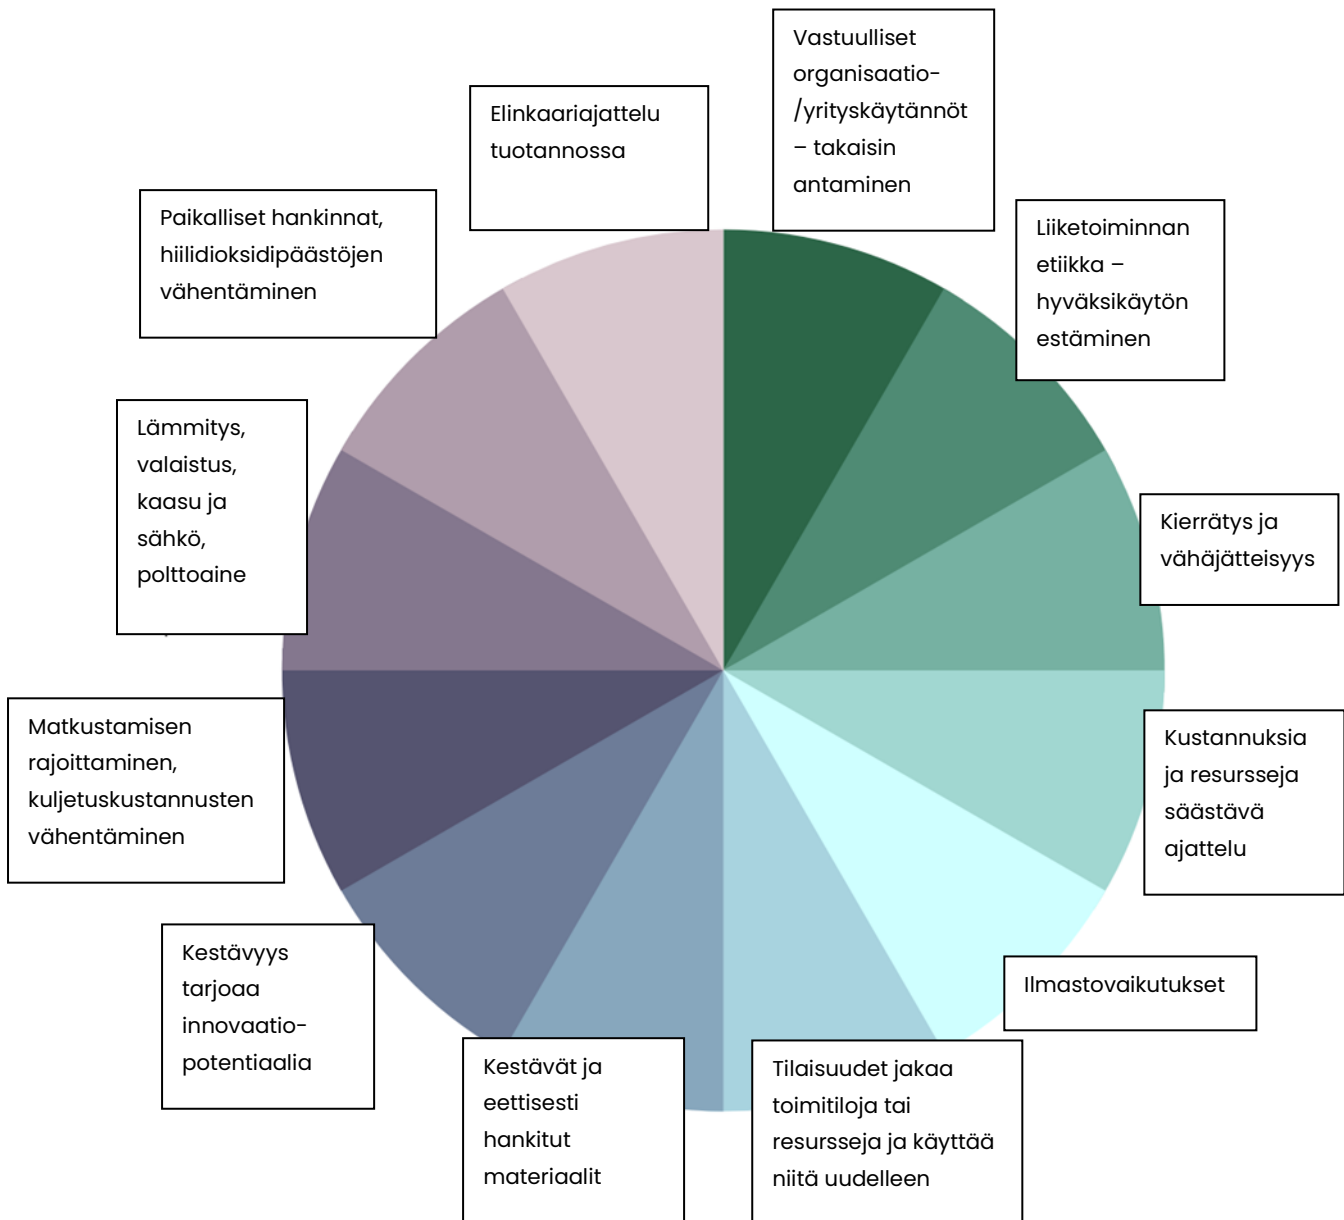 Vastuulliset
organisaatio-
/yrityskäytännöt
– takaisin
antaminen
Elinkaariajattelu
tuotannossa
Paikalliset hankinnat,
hiilidioksidipäästöjen
vähentäminen
Liiketoiminnan
etiikka –
hyväksikäytön
estäminen
Lämmitys,
valaistus,
kaasu ja
sähkö,
polttoaine
Kierrätys ja
vähäjätteisyys
Matkustamisen
rajoittaminen,
kuljetuskustannusten
vähentäminen
Kustannuksia
ja resursseja
säästävä
ajattelu
Kestävyys
tarjoaa
innovaatio-
potentiaalia
Ilmastovaikutukset
Kestävät ja
eettisesti
hankitut
materiaalit
Tilaisuudet jakaa
toimitiloja tai
resursseja ja käyttää
niitä uudelleen